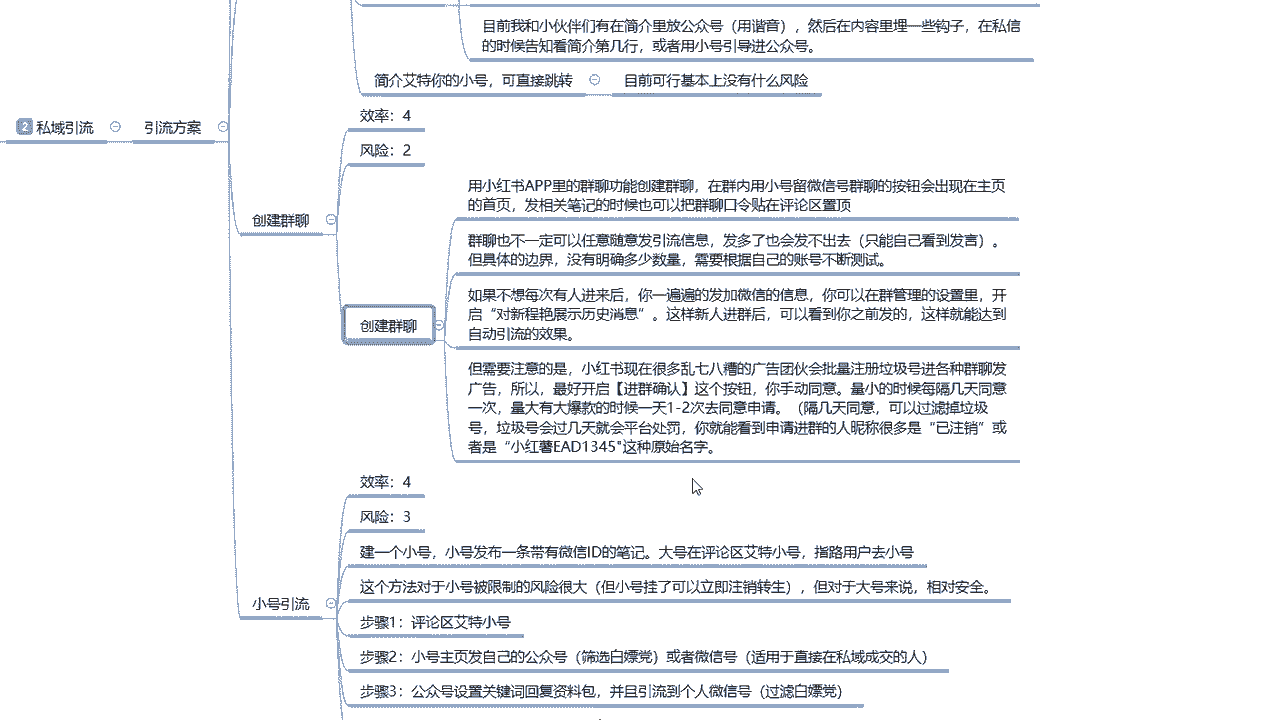 目前我和小伙伴们有在简介里放公众号（用谐音），然后在内容里埋一些钩子，在私信
的时候告知看简介第几行，或者用小号引导进公众号。
简介艾特你的小号，可直接跳转
目前可行基本上没有什么风险
2 私域引流
引流方案
创建群聊
效率：4
风险：2
创建群聊
用小红书APP里的群聊功能创建群聊，在群内用小号留微信号群聊的按钮会出现在主页
的首页，发相关笔记的时候也可以把群聊口令贴在评论区置顶
群聊也不一定可以任意随意发引流信息，发多了也会发不出去（只能自己看到发言）。
但具体的边界，没有明确多少数量，需要根据自己的账号不断测试。
如果不想每次有人进来后，你一遍遍的发加微信的信息，你可以在群管理的设置里，开
启“对新程艳展示历史消息”。这样新人进群后，可以看到你之前发的，这样就能达到
自动引流的效果。
但需要注意的是，小红书现在很多乱七八糟的广告团伙会批量注册垃圾号进各种群聊发
广告，所以，最好开启【进群确认】这个按钮，你手动同意。量小的时候每隔几天同意
一次，量大有大爆款的时候一天1-2次去同意申请。（隔几天同意，可以过滤掉垃圾
号，垃圾号会过几天就会平台处罚，你就能看到申请进群的人昵称很多是“已注销”或
者是“小红薯EAD1345"这种原始名字。
小号引流
效率：4
风险：3
建一个小号，小号发布一条带有微信ID的笔记。大号在评论区艾特小号，指路用户去小号
这个方法对于小号被限制的风险很大（但小号挂了可以立即注销转生），但对于大号来说，相对安全。
步骤1：评论区艾特小号
步骤2：小号主页发自己的公众号（筛选白嫖党）或者微信号（适用于直接在私域成交的人）
步骤3：公众号设置关键词回复资料包，并且引流到个人微信号（过滤白嫖党）